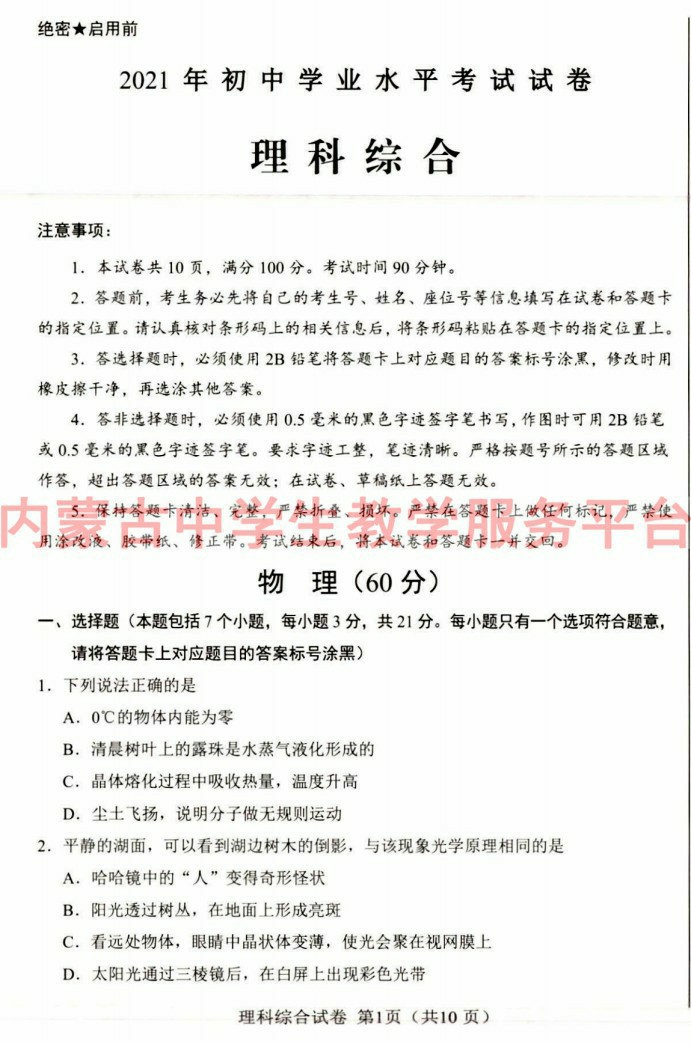 绝密★启用前
2021 年 初 中 学 业 水 平 考 试 试 卷
理 科 综 合
注意事项：
1．本试卷共 10 页，满分 100 分。考试时间 90 分钟。
2．答题前，考生务必先将自己的考生号、姓名、座位号等信息填写在试卷和答题卡
的指定位置。请认真核对条形码上的相关信息后，将条形码粘贴在答题卡的指定位置上。
3．答选择题时，必须使用 2B 铅笔将答题卡上对应题目的答案标号涂黑，修改时用
橡皮擦干净，再选涂其他答案。
4．答非选择题时，必须使用 0.5 毫米的黑色字迹签字笔书写，作图时可用 2B 铅笔
或 0.5 毫米的黑色字迹签字笔。要求字迹工整，笔迹清晰。严格按题号所示的答题区域
作答，超出答题区域的答案无效；在试卷、草稿纸上答题无效。
5．保持答题卡清洁、完整，严禁折叠、损坏。严禁在答题卡上做任何标记，严禁使
内蒙古中学生教学服务平台
用涂改液、胶带纸、修正带。考试结束后，将本试卷和答题卡一并交回。
物 理（60 分）
一、选择题（本题包括 7 个小题，每小题 3 分，共 21 分。每小题只有一个选项符合题意，
请将答题卡上对应题目的答案标号涂黑）
1．下列说法正确的是
A．0℃的物体内能为零
B．清晨树叶上的露珠是水蒸气液化形成的
C．晶体熔化过程中吸收热量，温度升高
D．尘土飞扬，说明分子做无规则运动
2．平静的湖面，可以看到湖边树木的倒影，与该现象光学原理相同的是
A．哈哈镜中的“人”变得奇形怪状
B．阳光透过树丛，在地面上形成亮斑
C．看远处物体，眼睛中晶状体变薄，使光会聚在视网膜上
D．太阳光通过三棱镜后，在白屏上出现彩色光带
理科综合试卷 第1页（共10 页）